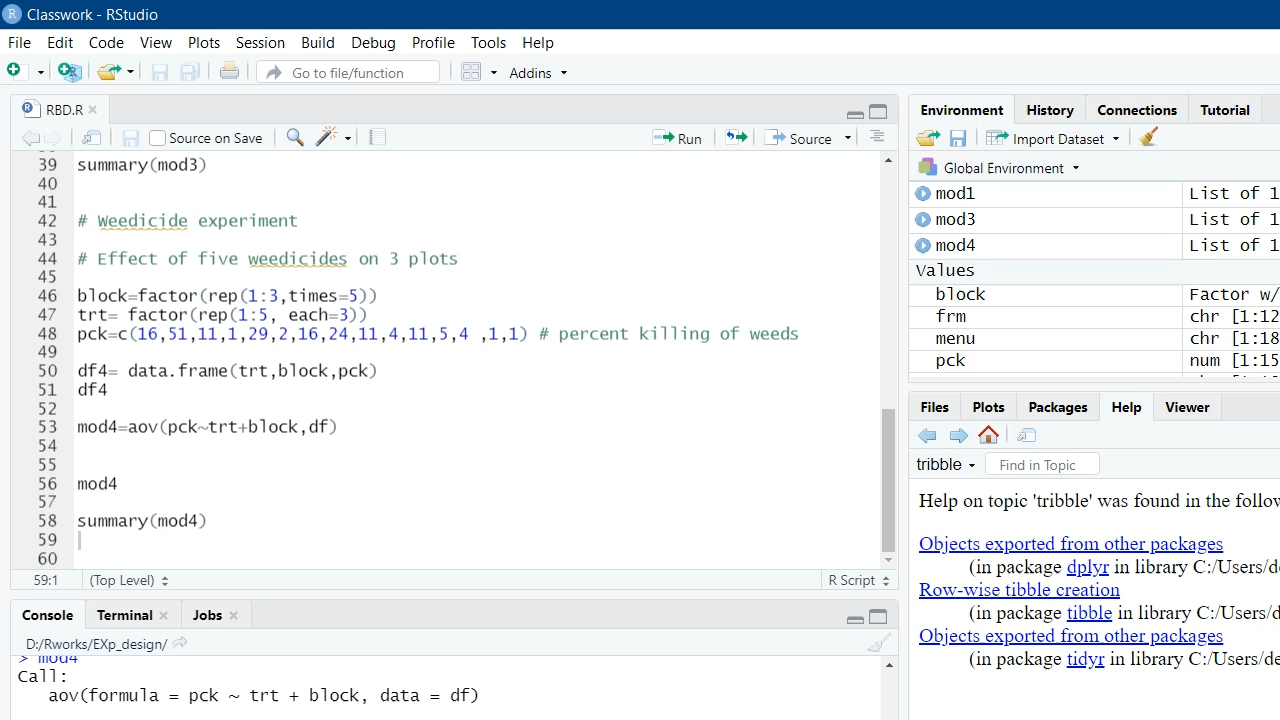 Classwork - RStudio
File Edit Code View Plots Session Build Debug Profile Tools Help
Go to file/function Addins
RBD.R
Source on Save Run Source
39 summary(mod3)
40
41
42 # Weedicide experiment
43
44 # Effect of five weedicides on 3 plots
45
46 block=factor(rep(1:3,times=5))
47 trt= factor(rep(1:5, each=3))
48 pck=c(16,51,11,1,29,2,16,24,11,4,11,5,4 ,1,1) # percent killing of weeds
49
50 df4= data.frame(trt,block,pck)
51 df4
52
53 mod4=aov(pck~trt+block,df)
54
55
56 mod4
57
58 summary(mod4)
59
60
59:1 (Top Level) R Script
Console Terminal Jobs
D:/Rworks/EXp_design/
> mod4
Call:
aov(formula = pck ~ trt + block, data = df)
Environment History Connections Tutorial
Import Dataset
Global Environment
mod1 List of 1
mod3 List of 1
mod4 List of 1
Values
block Factor w/
frm chr [1:12
menu chr [1:18
pck num [1:15
Files Plots Packages Help Viewer
tribble Find in Topic
Help on topic 'tribble' was found in the follow
Objects exported from other packages
(in package dplyr in library C:/Users/de
Row-wise tibble creation
(in package tibble in library C:/Users/d
Objects exported from other packages
(in package tidyr in library C:/Users/de